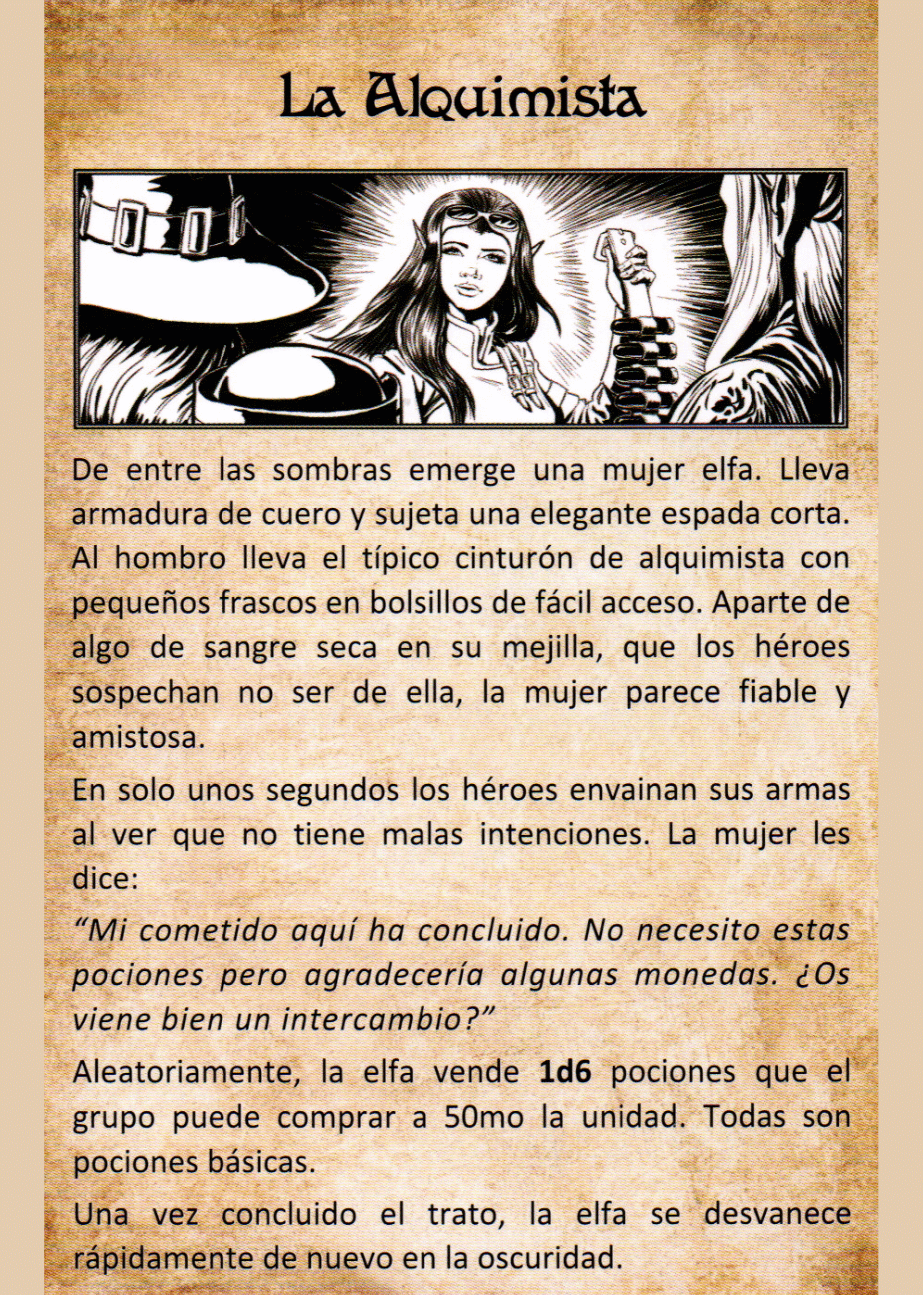 La Alquimista
De entre las sombras emerge una mujer elfa. Lleva
armadura de cuero y sujeta una elegante espada corta.
Al hombro lleva el típico cinturón de alquimista con
pequeños frascos en bolsillos de fácil acceso. Aparte de
algo de sangre seca en su mejilla, que los héroes
sospechan no ser de ella, la mujer parece fiable y
amistosa.
En solo unos segundos los héroes envainan sus armas
al ver que no tiene malas intenciones. La mujer les
dice:
“Mi cometido aquí ha concluido. No necesito estas
pociones pero agradecería algunas monedas. ¿Os
viene bien un intercambio?”
Aleatoriamente, la elfa vende 1d6 pociones que el
grupo puede comprar a 50mo la unidad. Todas son
pociones básicas.
Una vez concluido el trato, la elfa se desvanece
rápidamente de nuevo en la oscuridad.